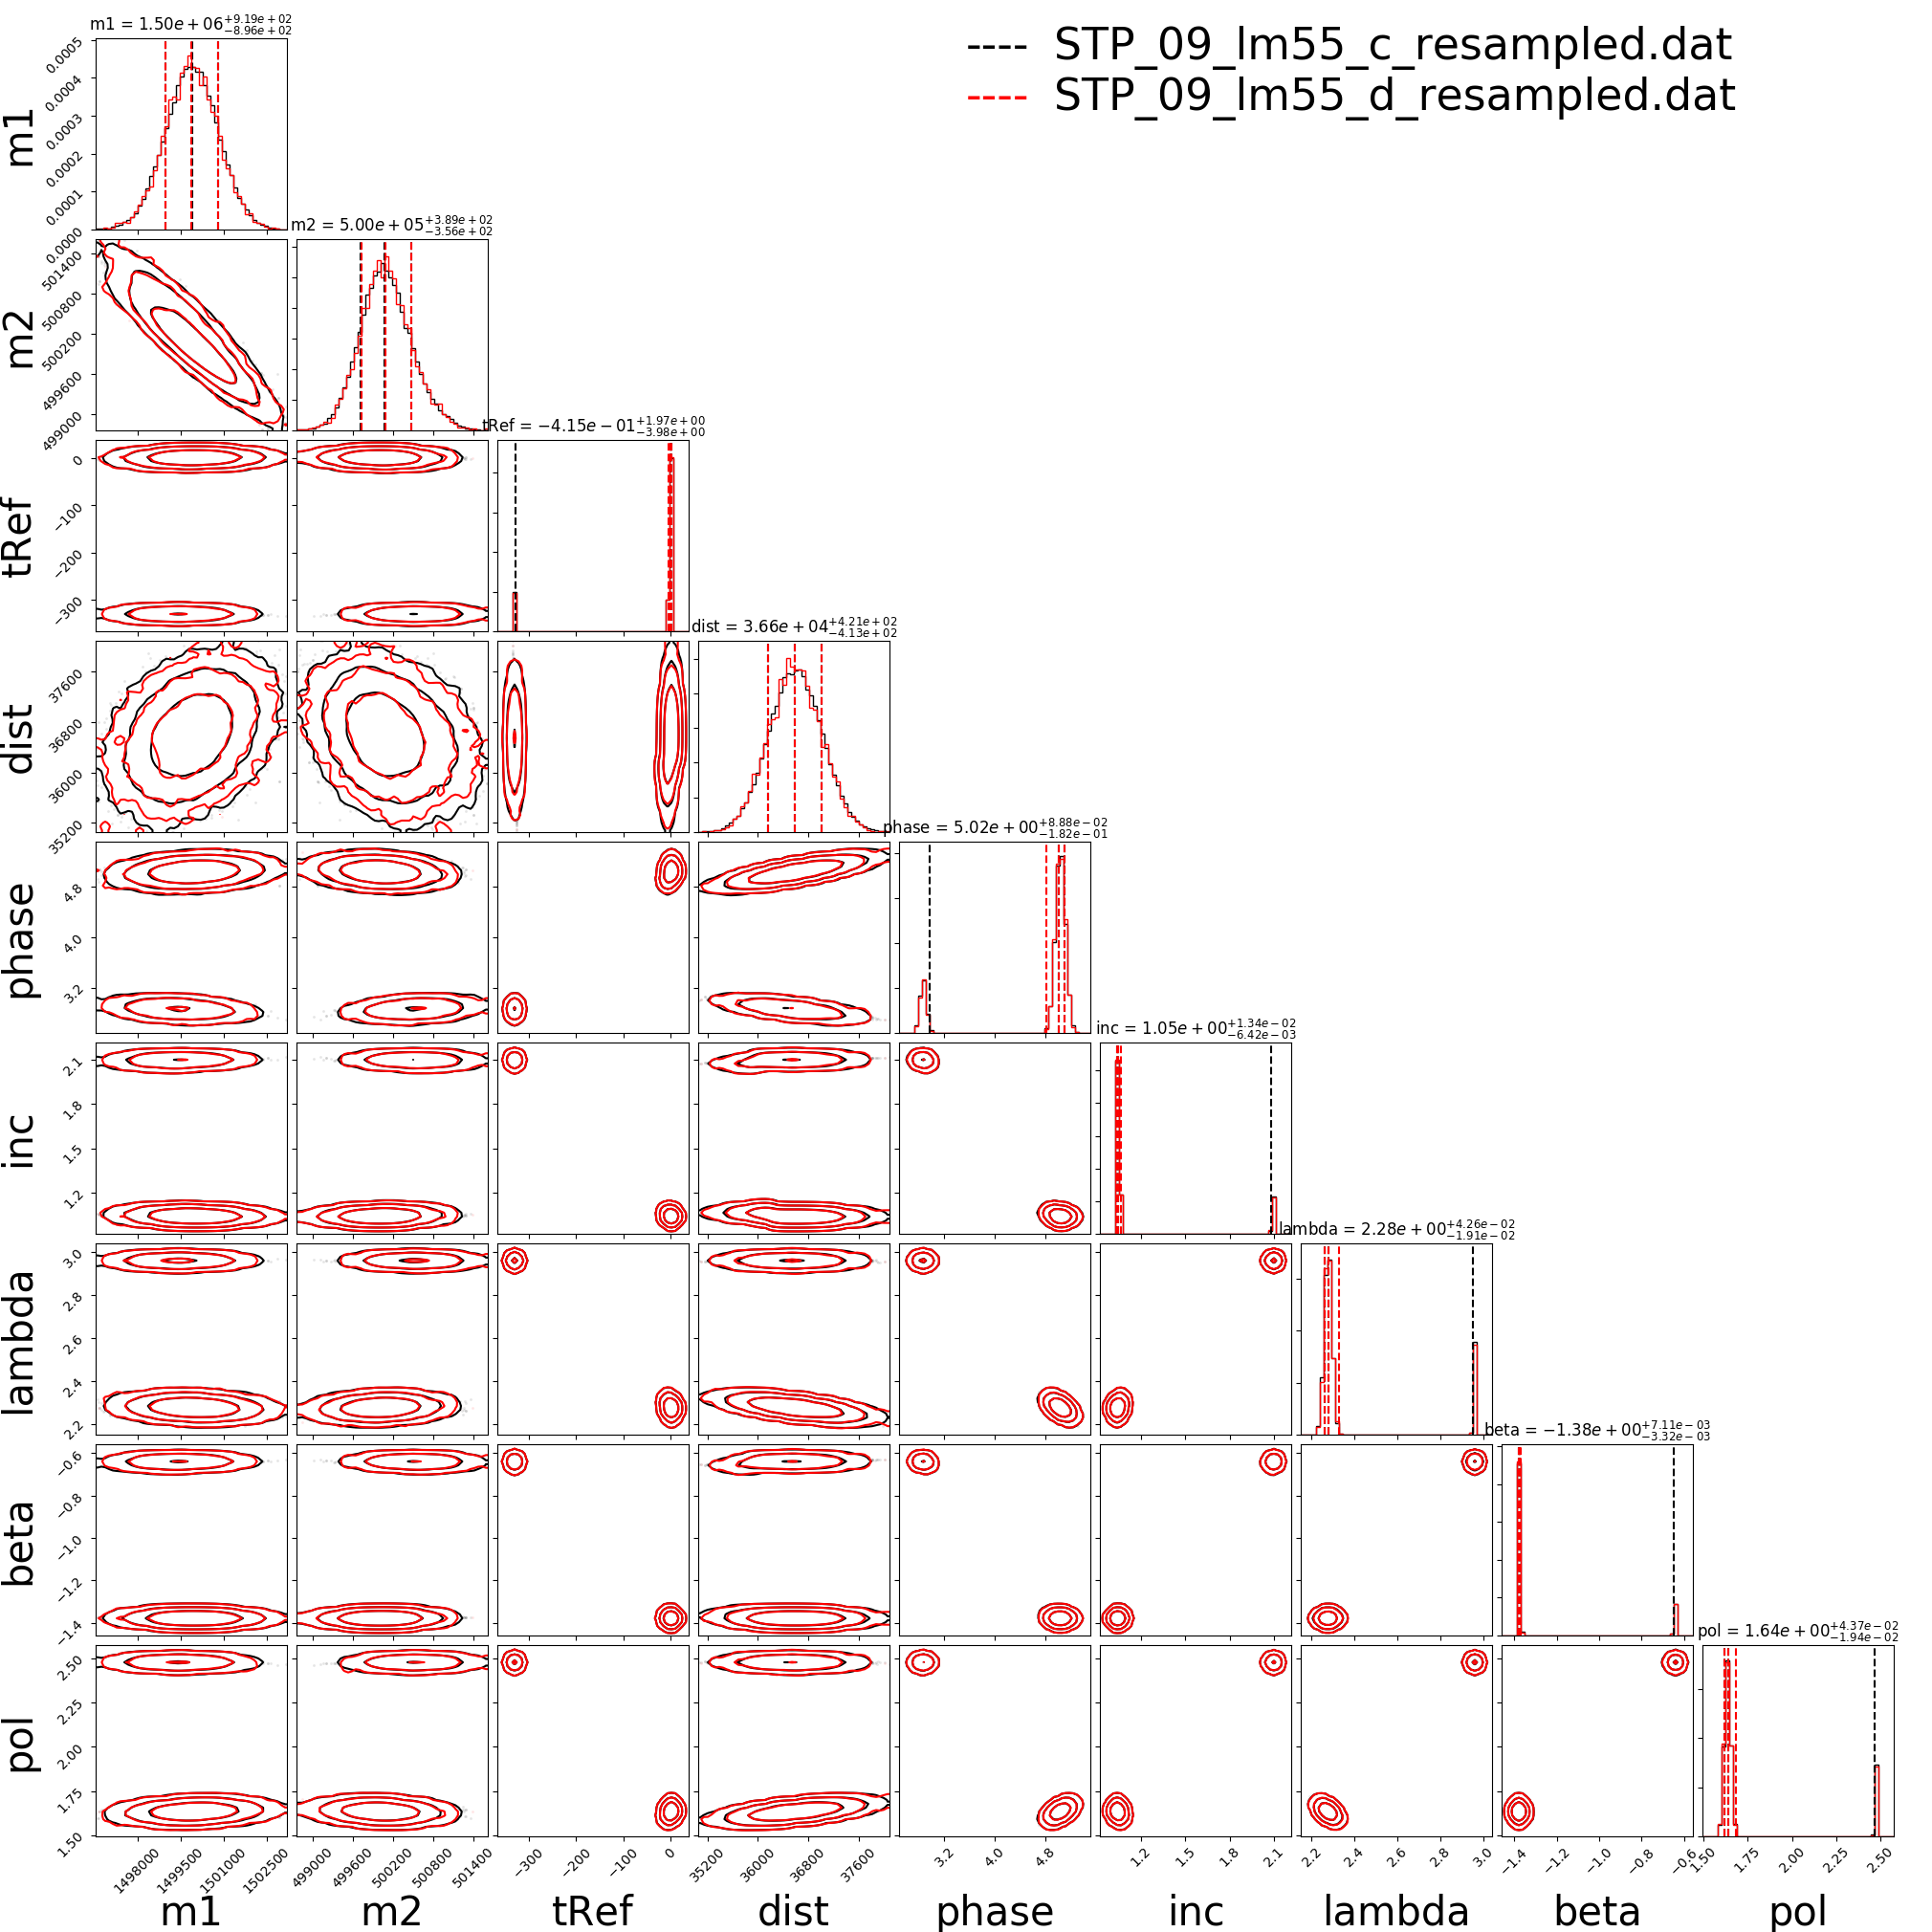 m1 = 1.50e+06 +9.19e+02 −8.96e+02
STP_09_lm55_c_resampled.dat
STP_09_lm55_d_resampled.dat
m1
0.0005
0.0004
0.0003
0.0002
0.0001
0.0000
m2 = 5.00e+05 +3.89e+02 −3.56e+02
m2
501400
500800
500200
499600
499000
tRef = −4.15e−01 +1.97e+00 −3.98e+00
tRef
0
−100
−200
−300
dist = 3.66e+04 +4.21e+02 −4.13e+02
dist
37600
36800
36000
35200
phase = 5.02e+00 +8.88e−02 −1.82e−01
phase
4.8
4.0
3.2
inc = 1.05e+00 +1.34e−02 −6.42e−03
inc
2.1
1.8
1.5
1.2
lambda = 2.28e+00 +4.26e−02 −1.91e−02
lambda
3.0
2.8
2.6
2.4
2.2
beta = −1.38e+00 +7.11e−03 −3.32e−03
beta
−0.6
−0.8
−1.0
−1.2
−1.4
pol = 1.64e+00 +4.37e−02 −1.94e−02
pol
2.50
2.25
2.00
1.75
1.50
1498000 1499500 1501000 1502500
499000 499600 500200 500800 501400
−300 −200 −100 0
35200 36000 36800 37600
3.2 4.0 4.8
1.2 1.5 1.8 2.1
2.2 2.4 2.6 2.8 3.0
−1.4 −1.2 −1.0 −0.8 −0.6
1.50 1.75 2.00 2.25 2.50
m1 m2 tRef dist phase inc lambda beta pol